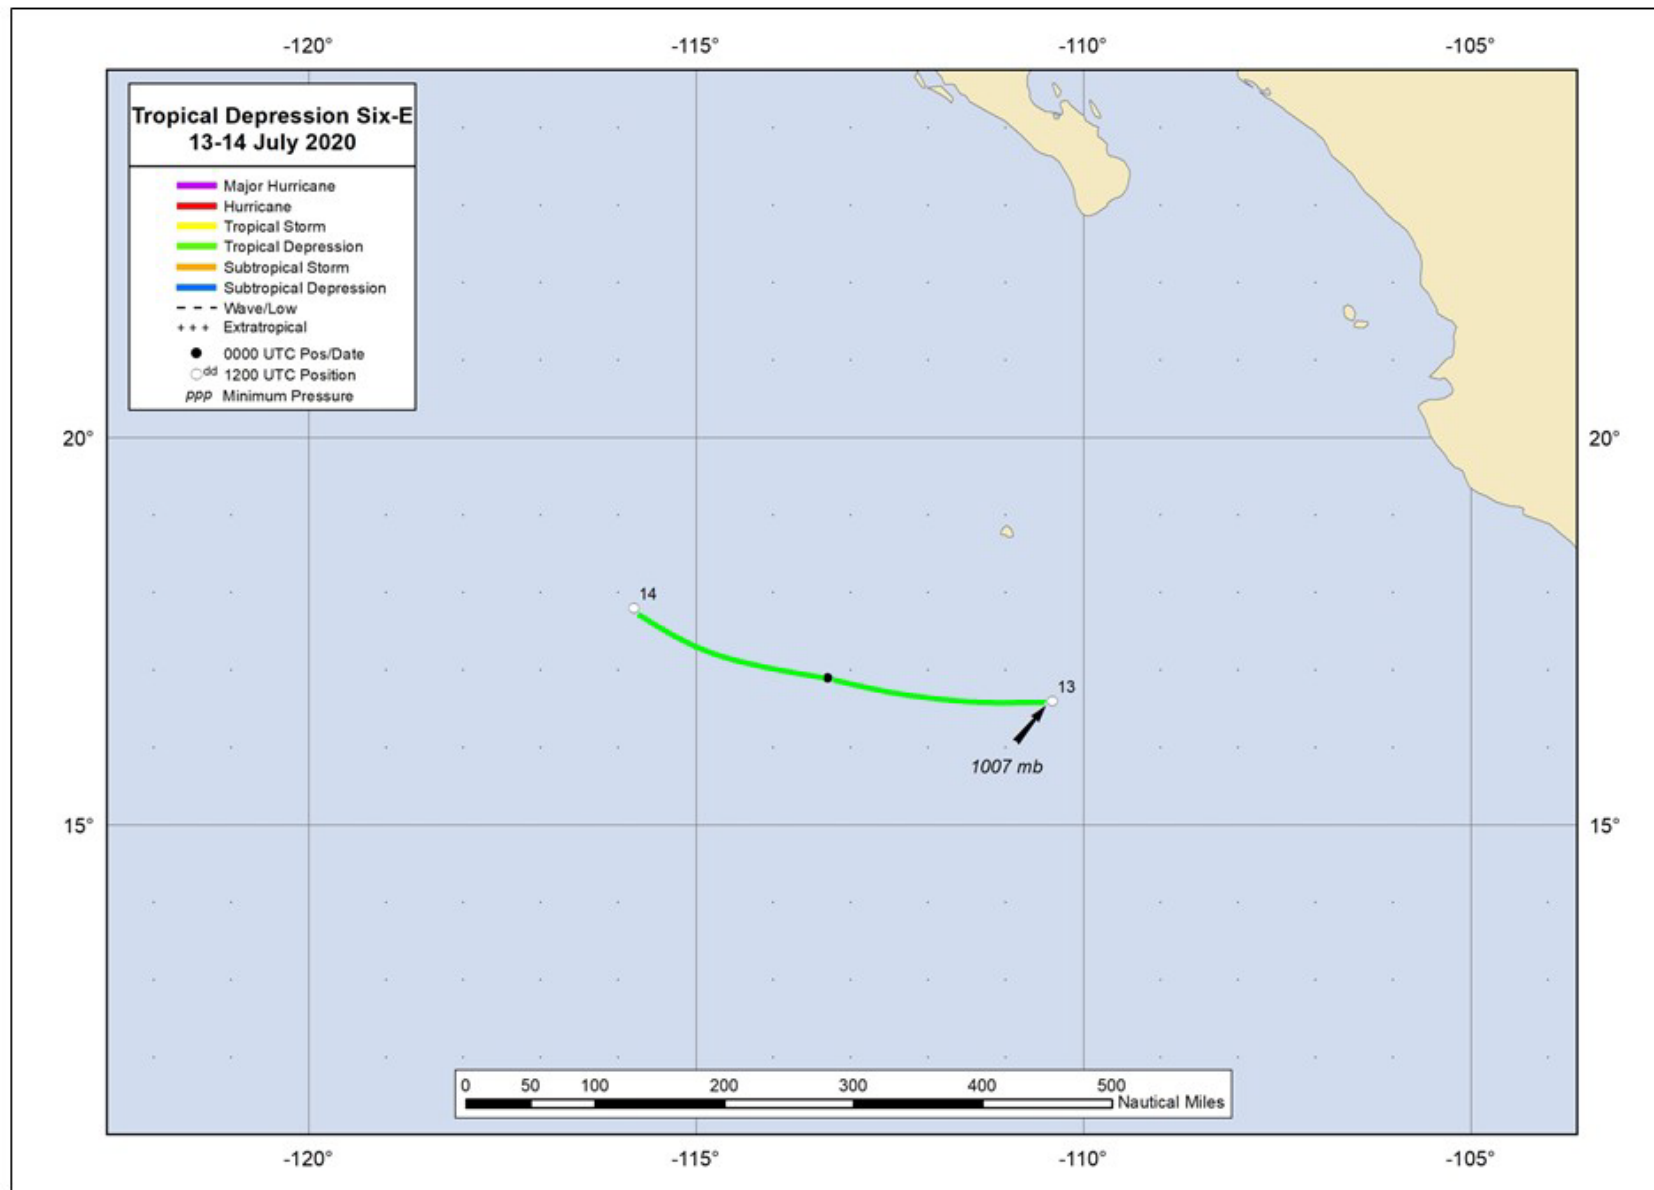 -120° -115° -110° -105°
Tropical Depression Six-E
13-14 July 2020
Major Hurricane
Hurricane
Tropical Storm
Tropical Depression
Subtropical Storm
Subtropical Depression
Wave/Low
+++ Extratropical
0000 UTC Pos/Date
dd 1200 UTC Position
ppp Minimum Pressure
20° 20°
14
13
1007 mb
15° 15°
0 50 100 200 300 400 500
Nautical Miles
-120° -115° -110° -105°